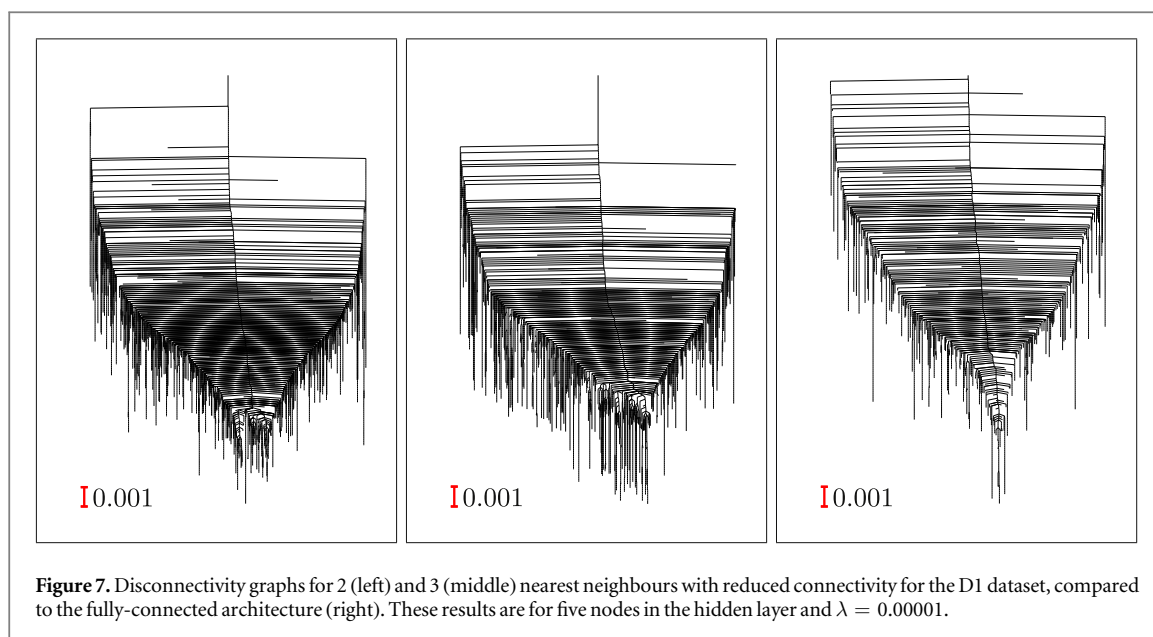 0.001
0.001
0.001
Figure 7. Disconnectivity graphs for 2 (left) and 3 (middle) nearest neighbours with reduced connectivity for the D1 dataset, compared
to the fully-connected architecture (right). These results are for five nodes in the hidden layer and λ = 0.00001.